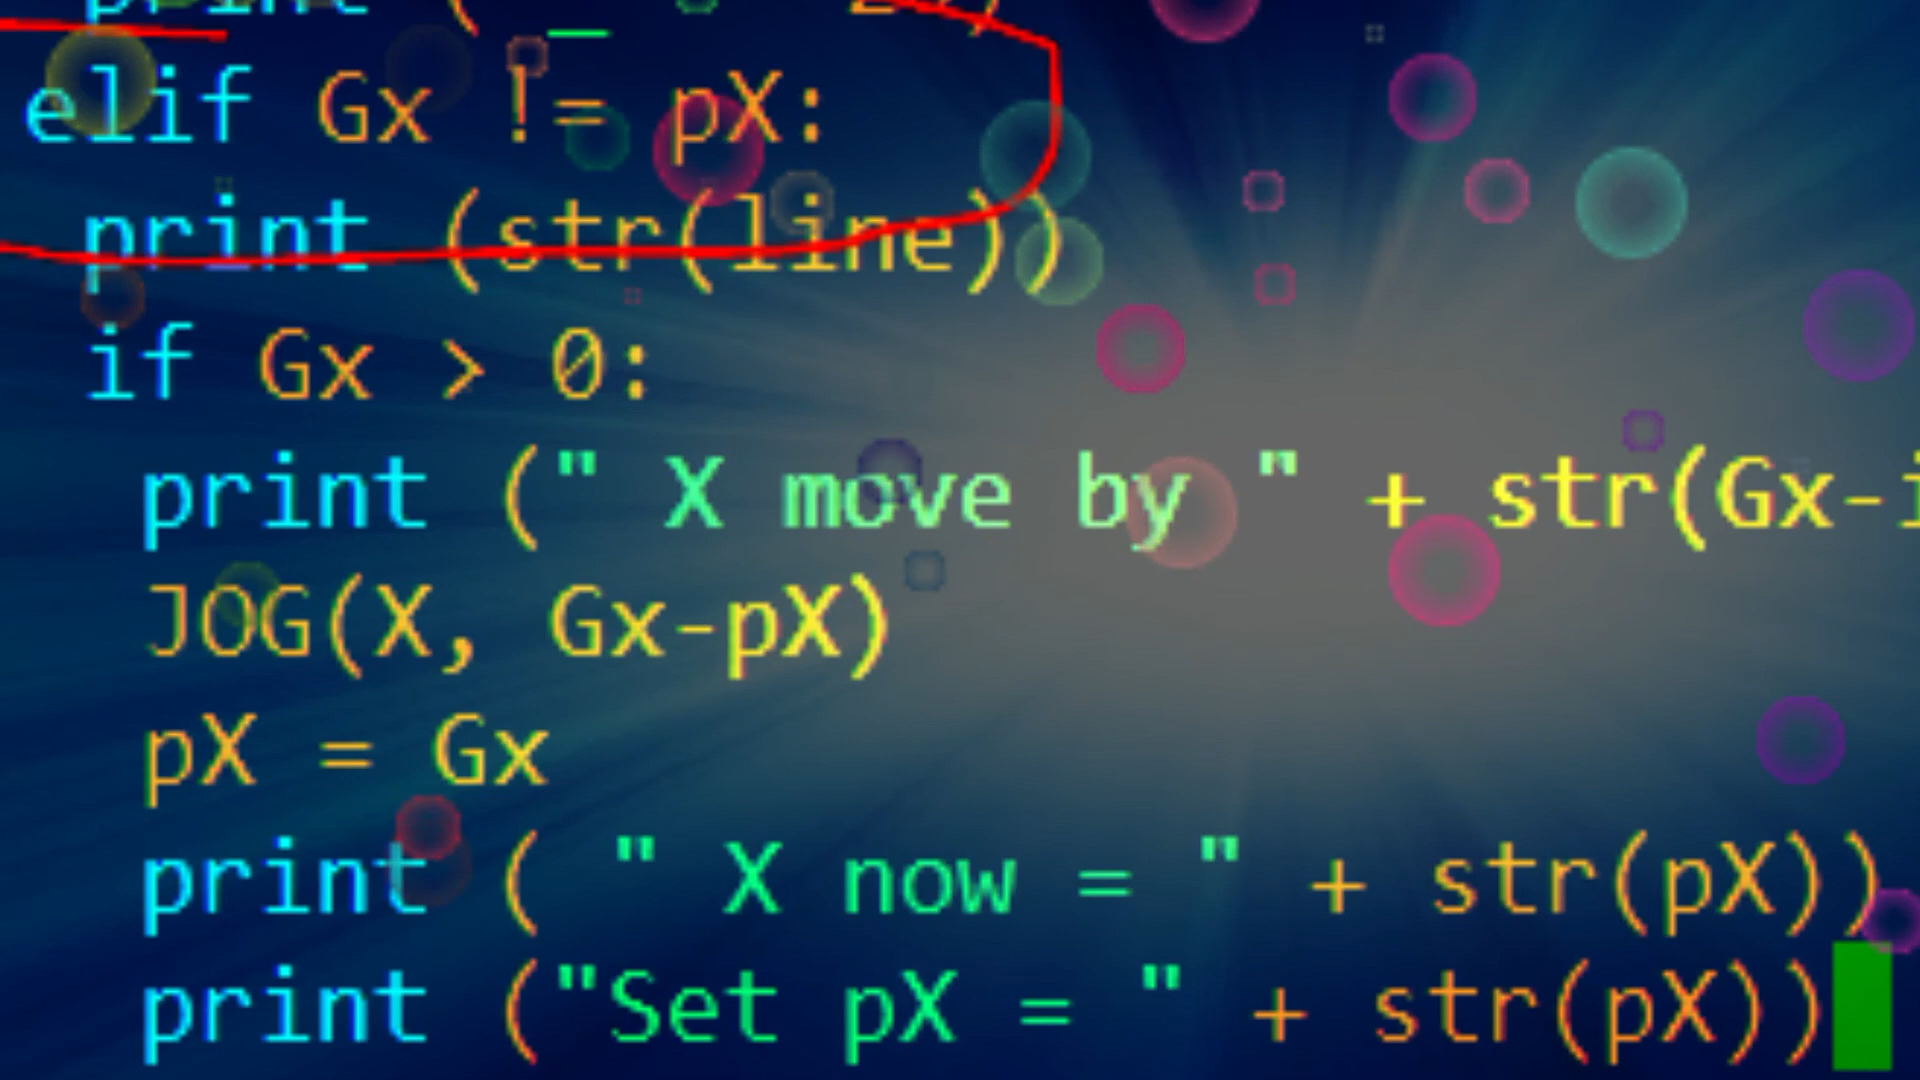 print (
elif Gx != pX:
print (str(line))
if Gx > 0:
print (" X move by " + str(Gx-i
JOG(X, Gx-pX)
pX = Gx
print ( " X now = " + str(pX))
print ("Set pX = " + str(pX))